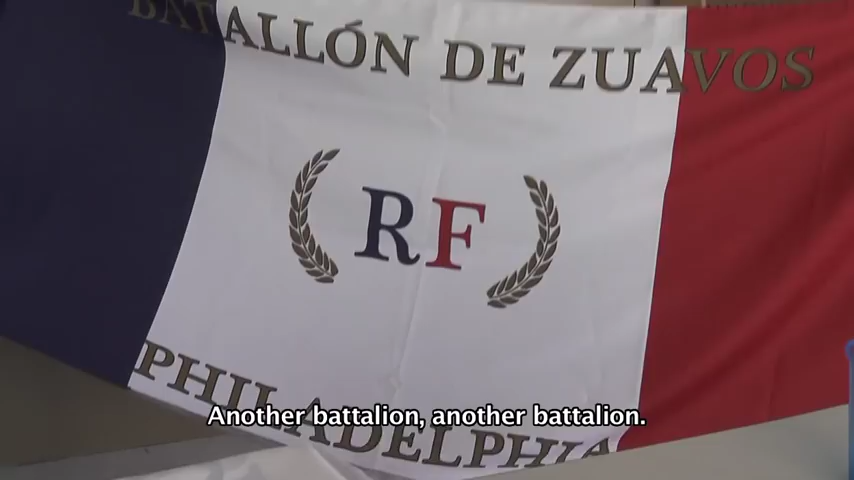 BATALLÓN DE ZUAVOS
RF
PHILADELPHIA
Another battalion, another battalion.